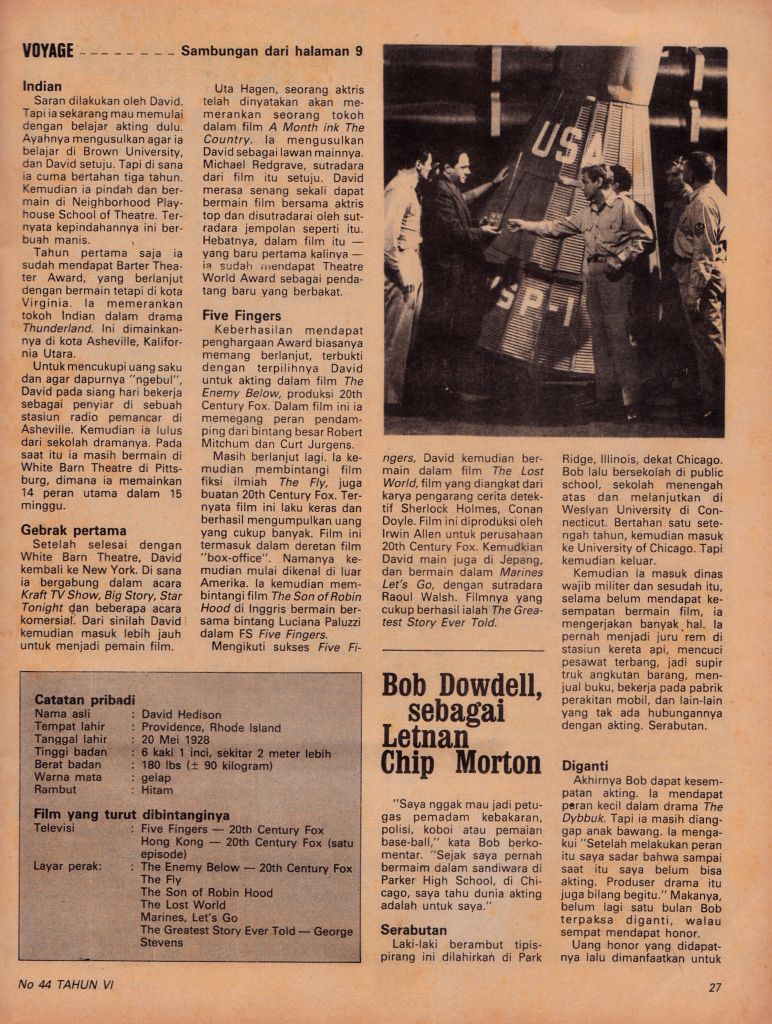 VOYAGE - - - - - - - Sambungan dari halaman 9
Indian
Saran dilakukan oleh David.
Tapi ia sekarang mau memulai
dengan belajar akting dulu.
Ayahnya mengusulkan agar ia
belajar di Brown University,
dan David setuju. Tapi di sana
ia cuma bertahan tiga tahun.
Kemudian ia pindah dan ber-
main di Neighborhood Play-
house School of Theatre. Ter-
nyata kepindahannya ini ber-
buah manis.
Tahun pertama saja ia
sudah mendapat Barter Thea-
ter Award, yang berlanjut
dengan bermain tetapi di kota
Virginia. Ia memerankan
tokoh Indian dalam drama
Thunderland. Ini dimainkan-
nya di kota Asheville, Kalifor-
nia Utara.
Untuk mencukupi uang saku
dan agar dapurnya "ngebul",
David pada siang hari bekerja
sebagai penyiar di sebuah
stasiun radio pemancar di
Asheville. Kemudian ia lulus
dari sekolah dramanya. Pada
saat itu ia masih bermain di
White Barn Theatre di Pitts-
burg, dimana ia memainkan
14 peran utama dalam 15
minggu.
Gebrak pertama
Setelah selesai dengan
White Barn Theatre, David
kembali ke New York. Di sana
ia bergabung dalam acara
Kraft TV Show, Big Story, Star
Tonight dan beberapa acara
komersial. Dari sinilah David
kemudian masuk lebih jauh
untuk menjadi pemain film.
Uta Hagen, seorang aktris
telah dinyatakan akan me-
merankan seorang tokoh
dalam film A Month ink The
Country. Ia mengusulkan
David sebagai lawan mainnya.
Michael Redgrave, sutradara
dari film itu setuju. David
merasa senang sekali dapat
bermain film bersama aktris
top dan disutradarai oleh sut-
radara jempolan seperti itu.
Hebatnya, dalam film itu —
yang baru pertama kalinya —
ia sudah mendapat Theatre
World Award sebagai penda-
tang baru yang berbakat.
Five Fingers
Keberhasilan mendapat
penghargaan Award biasanya
memang berlanjut, terbukti
dengan terpilihnya David
untuk akting dalam film The
Enemy Below, produksi 20th
Century Fox. Dalam film ini ia
memegang peran pendam-
ping dari bintang besar Robert
Mitchum dan Curt Jurgens.
Masih berlanjut lagi. Ia ke-
mudian membintangi film
fiksi ilmiah The Fly, juga
buatan 20th Century Fox. Ter-
nyata film ini laku keras dan
berhasil mengumpulkan uang
yang cukup banyak. Film ini
termasuk dalam deretan film
"box-office". Namanya ke-
mudian mulai dikenal di luar
Amerika. Ia kemudian mem-
bintangi film The Son of Robin
Hood di Inggris bermain ber-
sama bintang Luciana Paluzzi
dalam FS Five Fingers.
Mengikuti sukses Five Fi-
USA
SP-1
ngers, David kemudian ber-
main dalam film The Lost
World, film yang diangkat dari
karya pengarang cerita detek-
tif Sherlock Holmes, Conan
Doyle. Film ini diproduksi oleh
Irwin Allen untuk perusahaan
20th Century Fox. Kemudkian
David main juga di Jepang,
dan bermain dalam Marines
Let's Go, dengan sutradara
Raoul Walsh. Filmnya yang
cukup berhasil ialah The Grea-
test Story Ever Told.
Catatan pribadi
Nama asli : David Hedison
Tempat lahir : Providence, Rhode Island
Tanggal lahir : 20 Mei 1928
Tinggi badan : 6 kaki 1 inci, sekitar 2 meter lebih
Berat badan : 180 lbs (± 90 kilogram)
Warna mata : gelap
Rambut : Hitam
Film yang turut dibintanginya
Televisi : Five Fingers — 20th Century Fox
Hong Kong — 20th Century Fox (satu
episode)
Layar perak: : The Enemy Below — 20th Century Fox
The Fly
The Son of Robin Hood
The Lost World
Marines, Let's Go
The Greatest Story Ever Told — George
Stevens
Bob Dowdell,
sebagai
Letnan
Chip Morton
"Saya nggak mau jadi petu-
gas pemadam kebakaran,
polisi, koboi atau pemaian
base-ball," kata Bob berko-
mentar. "Sejak saya pernah
bermaim dalam sandiwara di
Parker High School, di Chi-
cago, saya tahu dunia akting
adalah untuk saya."
Serabutan
Laki-laki berambut tipis-
pirang ini dilahirkan di Park
Ridge, Illinois, dekat Chicago.
Bob lalu bersekolah di public
school, sekolah menengah
atas dan melanjutkan di
Weslyan University di Con-
necticut. Bertahan satu sete-
ngah tahun, kemudian masuk
ke University of Chicago. Tapi
kemudian keluar.
Kemudian ia masuk dinas
wajib militer dan sesudah itu,
selama belum mendapat ke-
sempatan bermain film, ia
mengerjakan banyak hal. Ia
pernah menjadi juru rem di
stasiun kereta api, mencuci
pesawat terbang, jadi supir
truk angkutan barang, men-
jual buku, bekerja pada pabrik
perakitan mobil, dan lain-lain
yang tak ada hubungannya
dengan akting. Serabutan.
Diganti
Akhirnya Bob dapat kesem-
patan akting. Ia mendapat
peran kecil dalam drama The
Dybbuk. Tapi ia masih diang-
gap anak bawang. Ia menga-
kui "Setelah melakukan peran
itu saya sadar bahwa sampai
saat itu saya belum bisa
akting. Produser drama itu
juga bilang begitu." Makanya,
belum lagi satu bulan Bob
terpaksa diganti, walau
sempat mendapat honor.
Uang honor yang didapat-
nya lalu dimanfaatkan untuk
No 44 TAHUN VI
27